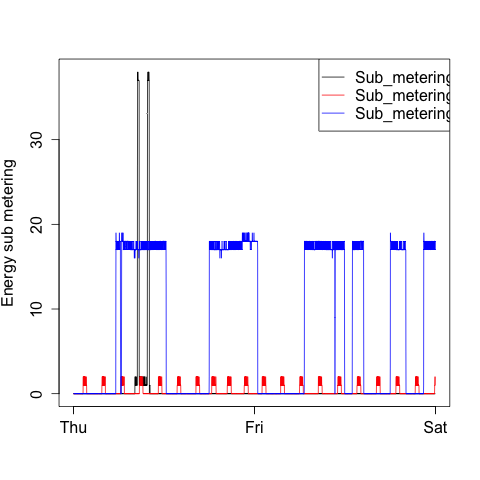 Sub_metering
Sub_metering
Sub_metering
Energy sub metering
30
20
10
0
Thu Fri Sat